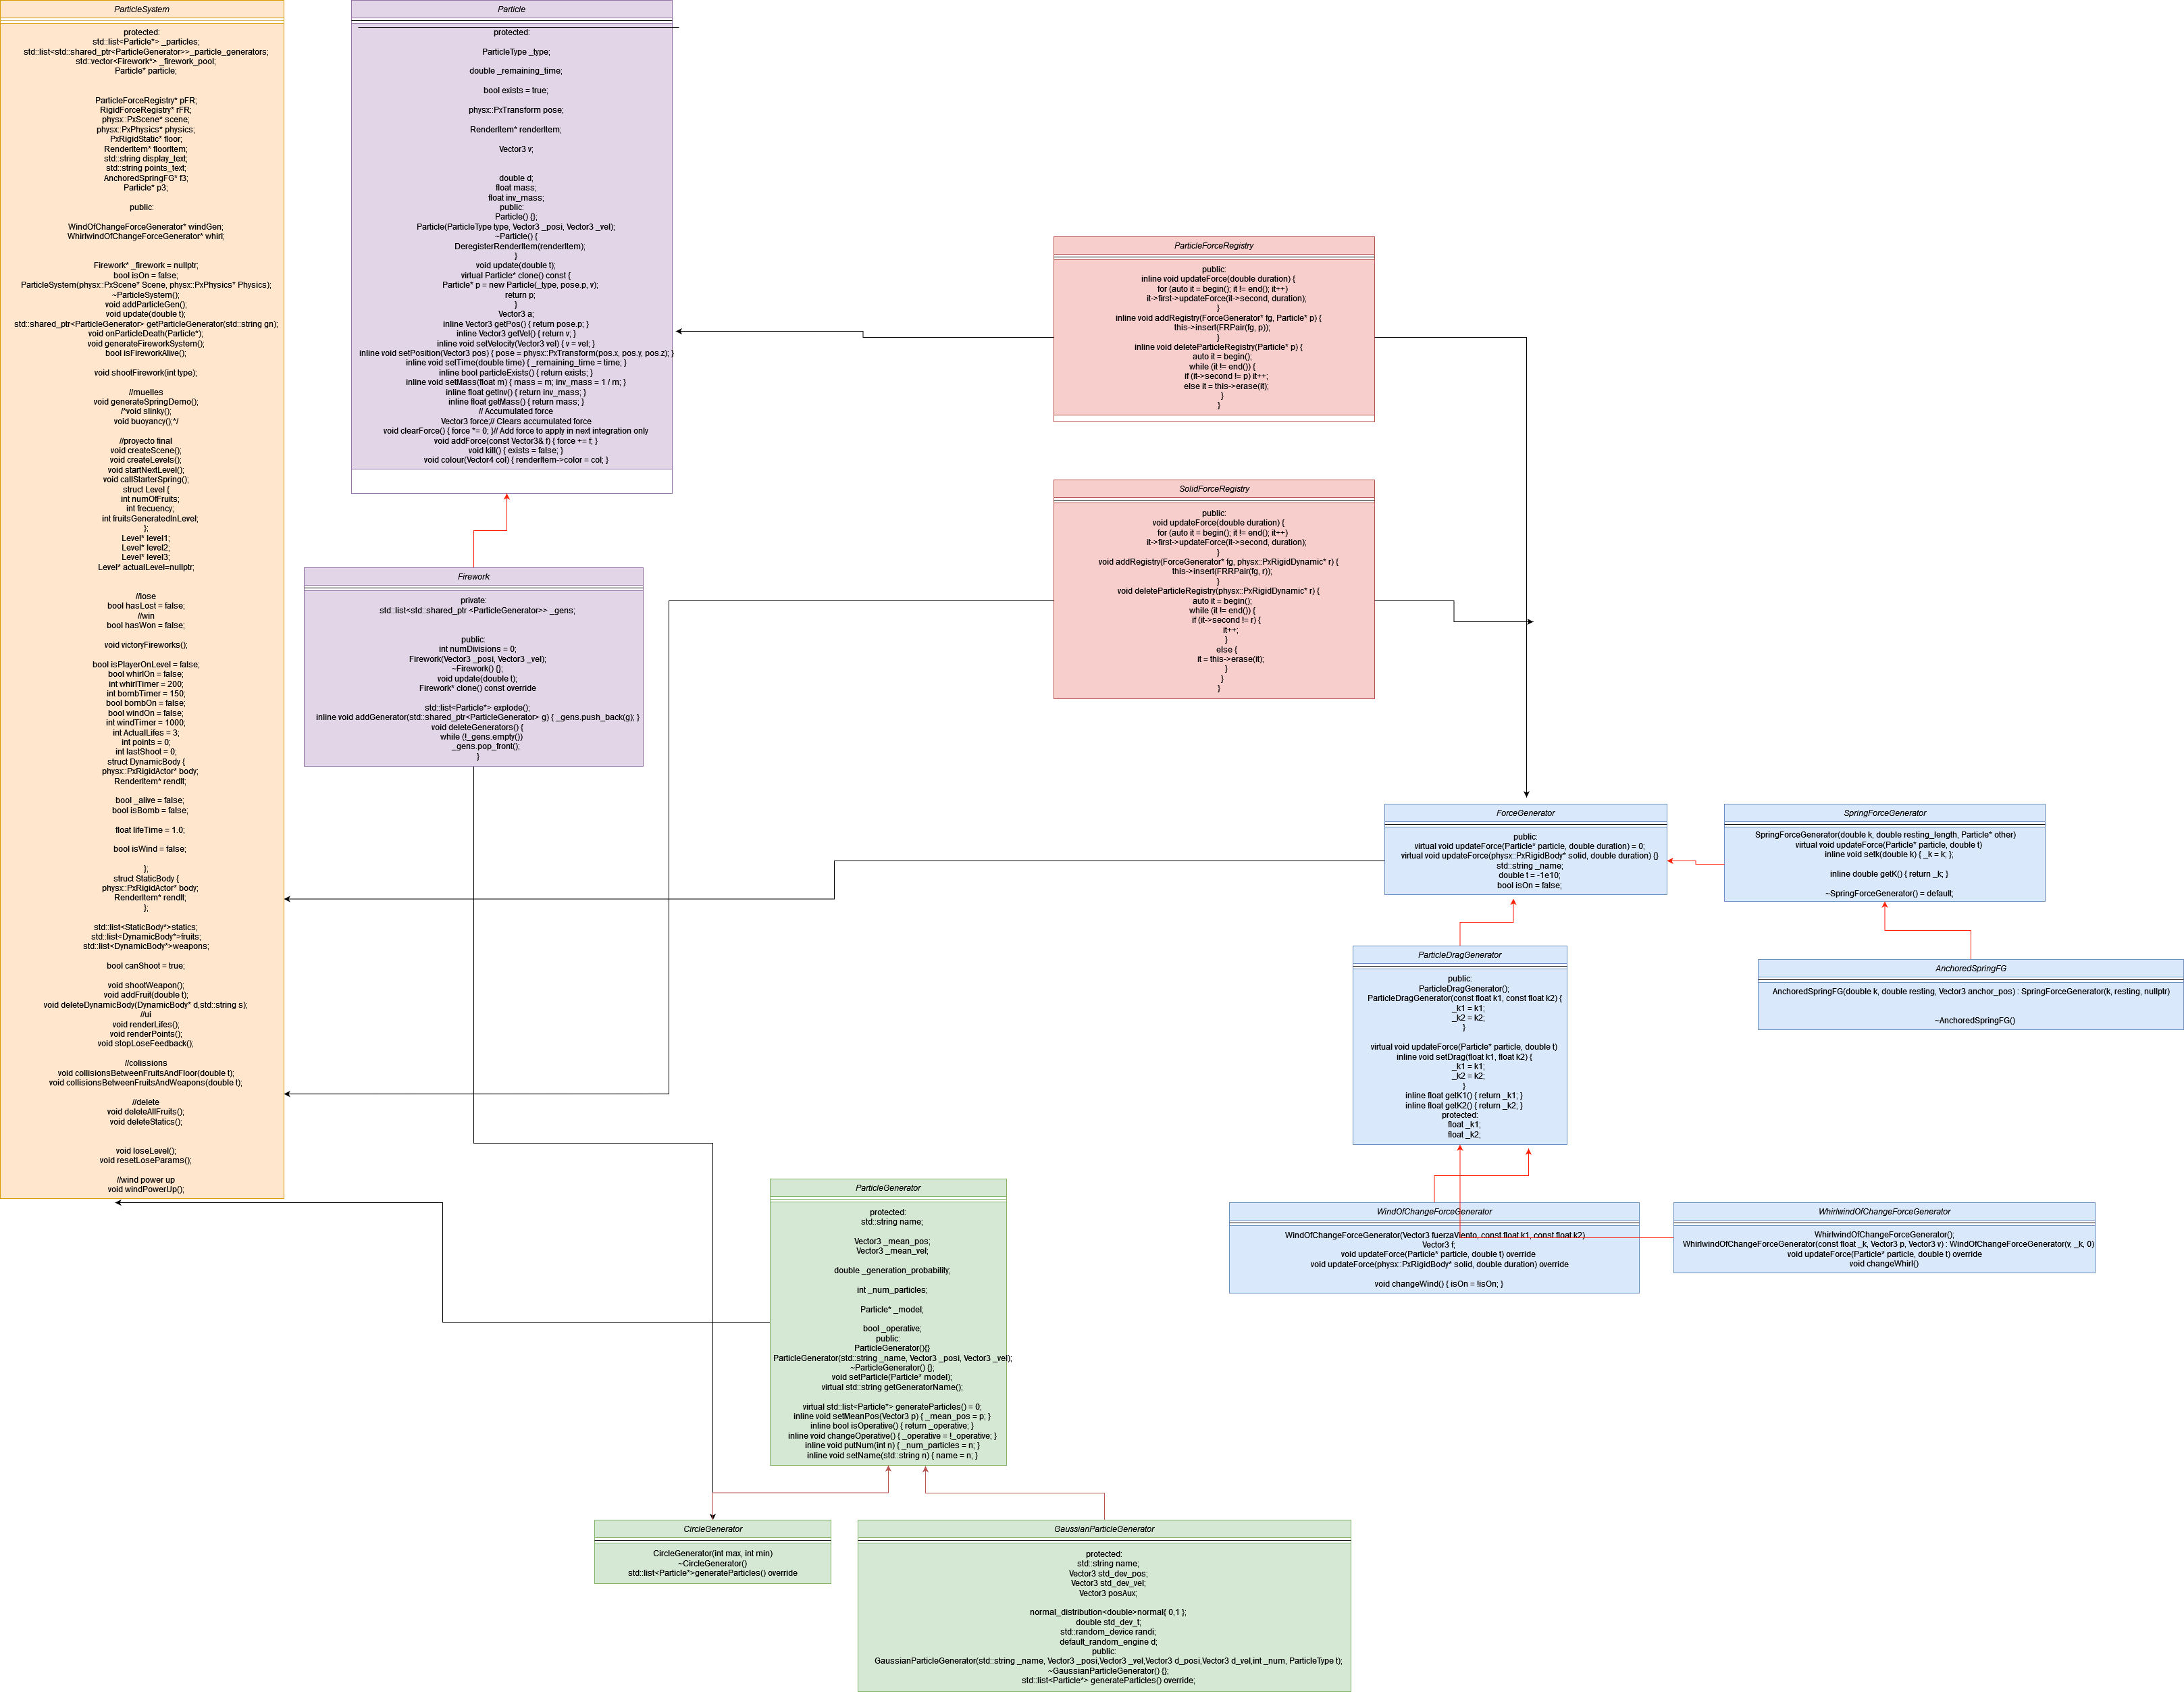 ParticleSystem
protected:
std::list<Particle*> _particles;
std::list<std::shared_ptr<ParticleGenerator>>_particle_generators;
std::vector<Firework*> _firework_pool;
Particle* particle;
ParticleForceRegistry* pFR;
RigidForceRegistry* rFR;
physx::PxScene* scene;
physx::PxPhysics* physics;
PxRigidStatic* floor;
RenderItem* floorItem;
std::string display_text;
std::string points_text;
AnchoredSpringFG* f3;
Particle* p3;
public:
WindOfChangeForceGenerator* windGen;
WhirlwindOfChangeForceGenerator* whirl;
Firework* _firework = nullptr;
bool isOn = false;
ParticleSystem(physx::PxScene* Scene, physx::PxPhysics* Physics);
~ParticleSystem();
void addParticleGen();
void update(double t);
std::shared_ptr<ParticleGenerator> getParticleGenerator(std::string gn);
void onParticleDeath(Particle*);
void generateFireworkSystem();
bool isFireworkAlive();
void shootFirework(int type);
//muelles
void generateSpringDemo();
/*void slinky();
void buoyancy();*/
//proyecto final
void createScene();
void createLevels();
void startNextLevel();
void callStarterSpring();
struct Level {
int numOfFruits;
int frecuency;
int fruitsGeneratedInLevel;
};
Level* level1;
Level* level2;
Level* level3;
Level* actualLevel=nullptr;
//lose
bool hasLost = false;
//win
bool hasWon = false;
void victoryFireworks();
bool isPlayerOnLevel = false;
bool whirlOn = false;
int whirlTimer = 200;
int bombTimer = 150;
bool bombOn = false;
bool windOn = false;
int windTimer = 1000;
int ActualLifes = 3;
int points = 0;
int lastShoot = 0;
struct DynamicBody {
physx::PxRigidActor* body;
RenderItem* rendIt;
bool _alive = false;
bool isBomb = false;
float lifeTime = 1.0;
bool isWind = false;
};
struct StaticBody {
physx::PxRigidActor* body;
RenderItem* rendIt;
};
std::list<StaticBody*>statics;
std::list<DynamicBody*>fruits;
std::list<DynamicBody*>weapons;
bool canShoot = true;
void shootWeapon();
void addFruit(double t);
void deleteDynamicBody(DynamicBody* d,std::string s);
//ui
void renderLifes();
void renderPoints();
void stopLoseFeedback();
//colissions
void collisionsBetweenFruitsAndFloor(double t);
void collisionsBetweenFruitsAndWeapons(double t);
//delete
void deleteAllFruits();
void deleteStatics();
void loseLevel();
void resetLoseParams();
//wind power up
void windPowerUp();
Particle
protected:
ParticleType _type;
double _remaining_time;
bool exists = true;
physx::PxTransform pose;
RenderItem* renderItem;
Vector3 v;
double d;
float mass;
float inv_mass;
public:
Particle() {};
Particle(ParticleType type, Vector3 _posi, Vector3 _vel);
~Particle() {
DeregisterRenderItem(renderItem);
}
void update(double t);
virtual Particle* clone() const {
Particle* p = new Particle(_type, pose.p, v);
return p;
}
Vector3 a;
inline Vector3 getPos() { return pose.p; }
inline Vector3 getVel() { return v; }
inline void setVelocity(Vector3 vel) { v = vel; }
inline void setPosition(Vector3 pos) { pose = physx::PxTransform(pos.x, pos.y, pos.z); }
inline void setTime(double time) { _remaining_time = time; }
inline bool particleExists() { return exists; }
inline void setMass(float m) { mass = m; inv_mass = 1 / m; }
inline float getInv() { return inv_mass; }
inline float getMass() { return mass; }
// Accumulated force
Vector3 force;// Clears accumulated force
void clearForce() { force *= 0; }// Add force to apply in next integration only
void addForce(const Vector3& f) { force += f; }
void kill() { exists = false; }
void colour(Vector4 col) { renderItem->color = col; }
Firework
private:
std::list<std::shared_ptr <ParticleGenerator>> _gens;
public:
int numDivisions = 0;
Firework(Vector3 _posi, Vector3 _vel);
~Firework() {};
void update(double t);
Firework* clone() const override
std::list<Particle*> explode();
inline void addGenerator(std::shared_ptr<ParticleGenerator> g) { _gens.push_back(g); }
void deleteGenerators() {
while (!_gens.empty())
_gens.pop_front();
}
ParticleForceRegistry
public:
inline void updateForce(double duration) {
for (auto it = begin(); it != end(); it++)
it->first->updateForce(it->second, duration);
}
inline void addRegistry(ForceGenerator* fg, Particle* p) {
this->insert(FRPair(fg, p));
}
inline void deleteParticleRegistry(Particle* p) {
auto it = begin();
while (it != end()) {
if (it->second != p) it++;
else it = this->erase(it);
}
}
SolidForceRegistry
public:
void updateForce(double duration) {
for (auto it = begin(); it != end(); it++)
it->first->updateForce(it->second, duration);
}
void addRegistry(ForceGenerator* fg, physx::PxRigidDynamic* r) {
this->insert(FRRPair(fg, r));
}
void deleteParticleRegistry(physx::PxRigidDynamic* r) {
auto it = begin();
while (it != end()) {
if (it->second != r) {
it++;
}
else {
it = this->erase(it);
}
}
}
ForceGenerator
public:
virtual void updateForce(Particle* particle, double duration) = 0;
virtual void updateForce(physx::PxRigidBody* solid, double duration) {}
std::string _name;
double t = -1e10;
bool isOn = false;
SpringForceGenerator
SpringForceGenerator(double k, double resting_length, Particle* other)
virtual void updateForce(Particle* particle, double t)
inline void setk(double k) { _k = k; };
inline double getK() { return _k; }
~SpringForceGenerator() = default;
ParticleDragGenerator
public:
ParticleDragGenerator();
ParticleDragGenerator(const float k1, const float k2) {
_k1 = k1;
_k2 = k2;
}
virtual void updateForce(Particle* particle, double t)
inline void setDrag(float k1, float k2) {
_k1 = k1;
_k2 = k2;
}
inline float getK1() { return _k1; }
inline float getK2() { return _k2; }
protected:
float _k1;
float _k2;
AnchoredSpringFG
AnchoredSpringFG(double k, double resting, Vector3 anchor_pos) : SpringForceGenerator(k, resting, nullptr)
~AnchoredSpringFG()
WindOfChangeForceGenerator
WindOfChangeForceGenerator(Vector3 fuerzaViento, const float k1, const float k2)
Vector3 f;
void updateForce(Particle* particle, double t) override
void updateForce(physx::PxRigidBody* solid, double duration) override
void changeWind() { isOn = !isOn; }
WhirlwindOfChangeForceGenerator
WhirlwindOfChangeForceGenerator();
WhirlwindOfChangeForceGenerator(const float _k, Vector3 p, Vector3 v) : WindOfChangeForceGenerator(v, _k, 0)
void updateForce(Particle* particle, double t) override
void changeWhirl()
ParticleGenerator
protected:
std::string name;
Vector3 _mean_pos;
Vector3 _mean_vel;
double _generation_probability;
int _num_particles;
Particle* _model;
bool _operative;
public:
ParticleGenerator(){}
ParticleGenerator(std::string _name, Vector3 _posi, Vector3 _vel);
~ParticleGenerator() {};
void setParticle(Particle* model);
virtual std::string getGeneratorName();
virtual std::list<Particle*> generateParticles() = 0;
inline void setMeanPos(Vector3 p) { _mean_pos = p; }
inline bool isOperative() { return _operative; }
inline void changeOperative() { _operative = !_operative; }
inline void putNum(int n) { _num_particles = n; }
inline void setName(std::string n) { name = n; }
CircleGenerator
CircleGenerator(int max, int min)
~CircleGenerator()
std::list<Particle*>generateParticles() override
GaussianParticleGenerator
protected:
std::string name;
Vector3 std_dev_pos;
Vector3 std_dev_vel;
Vector3 posAux;
normal_distribution<double>normal{ 0,1 };
double std_dev_t;
std::random_device randi;
default_random_engine d;
public:
GaussianParticleGenerator(std::string _name, Vector3 _posi,Vector3 _vel,Vector3 d_posi,Vector3 d_vel,int _num, ParticleType t);
~GaussianParticleGenerator() {};
std::list<Particle*> generateParticles() override;